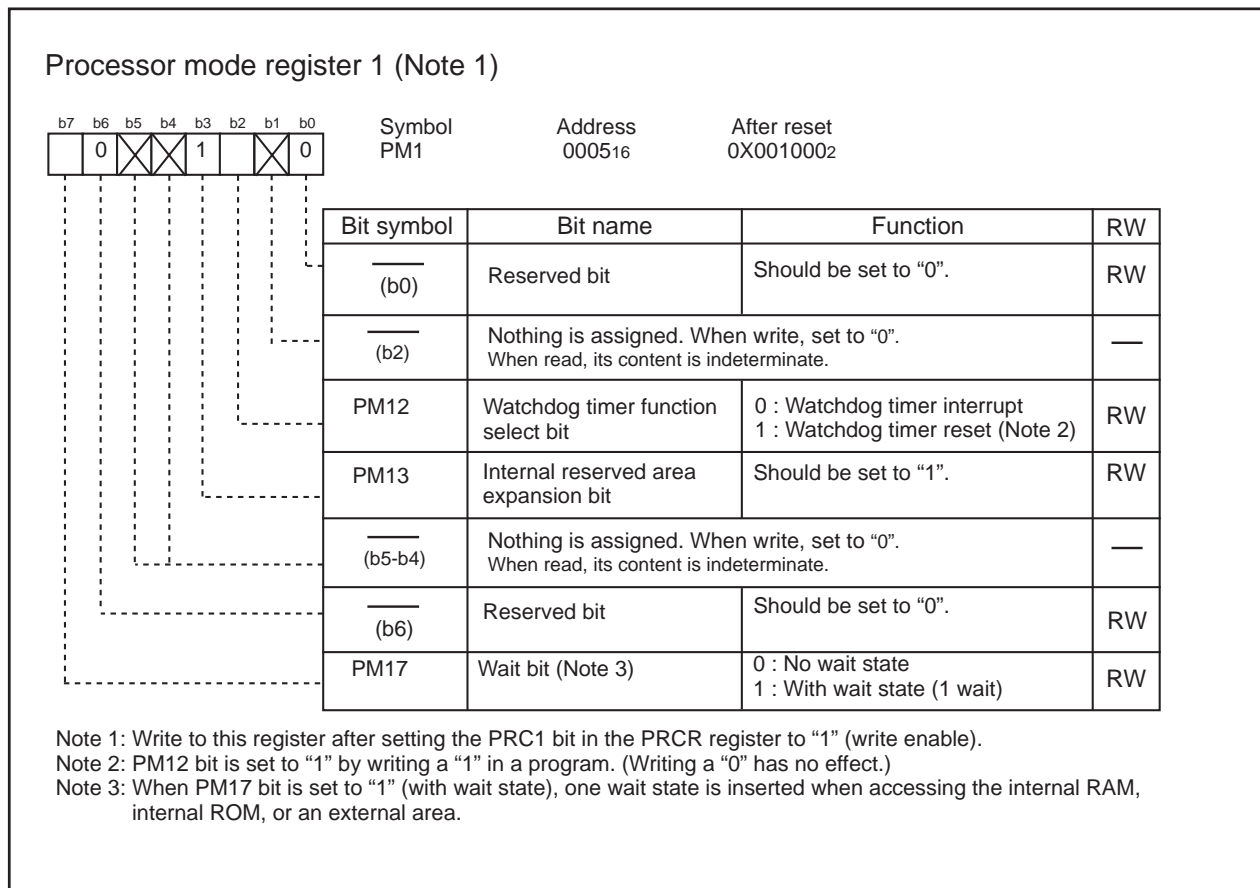 Processor mode register 1 (Note 1)
b7 b6 b5 b4 b3 b2 b1 b0
0 1 0
Symbol Address After reset
PM1 000516 0X0010002
Bit symbol Bit name Function RW
(b0) Reserved bit Should be set to “0”. RW
(b2) Nothing is assigned. When write, set to “0”.
When read, its content is indeterminate.
—
PM12 Watchdog timer function
select bit
0 : Watchdog timer interrupt
1 : Watchdog timer reset (Note 2)
RW
PM13 Internal reserved area
expansion bit
Should be set to “1”.
RW
(b5-b4) Nothing is assigned. When write, set to “0”.
When read, its content is indeterminate.
—
(b6) Reserved bit Should be set to “0”. RW
PM17 Wait bit (Note 3) 0 : No wait state
1 : With wait state (1 wait)
RW
Note 1: Write to this register after setting the PRC1 bit in the PRCR register to “1” (write enable).
Note 2: PM12 bit is set to “1” by writing a “1” in a program. (Writing a “0” has no effect.)
Note 3: When PM17 bit is set to “1” (with wait state), one wait state is inserted when accessing the internal RAM,
internal ROM, or an external area.